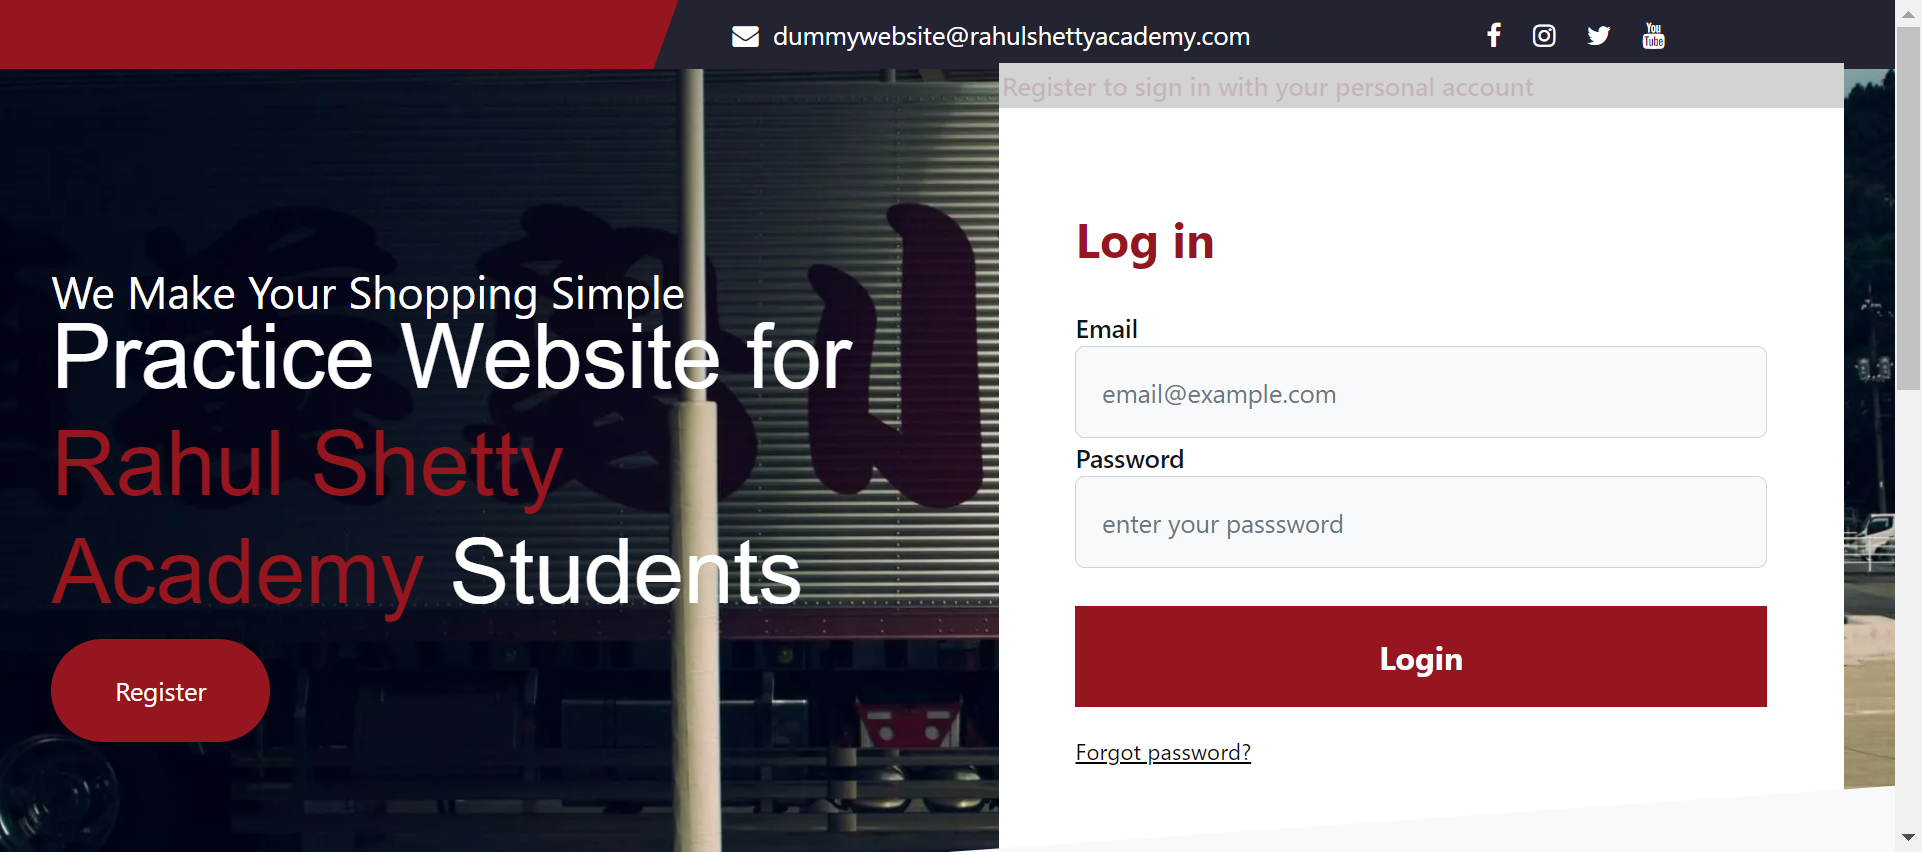 dummywebsite@rahulshettyacademy.com
You
Tube
Register to sign in with your personal account
We Make Your Shopping Simple
Practice Website for
Rahul Shetty
Academy Students
Register
Log in
Email
email@example.com
Password
enter your passsword
Login
Forgot password?